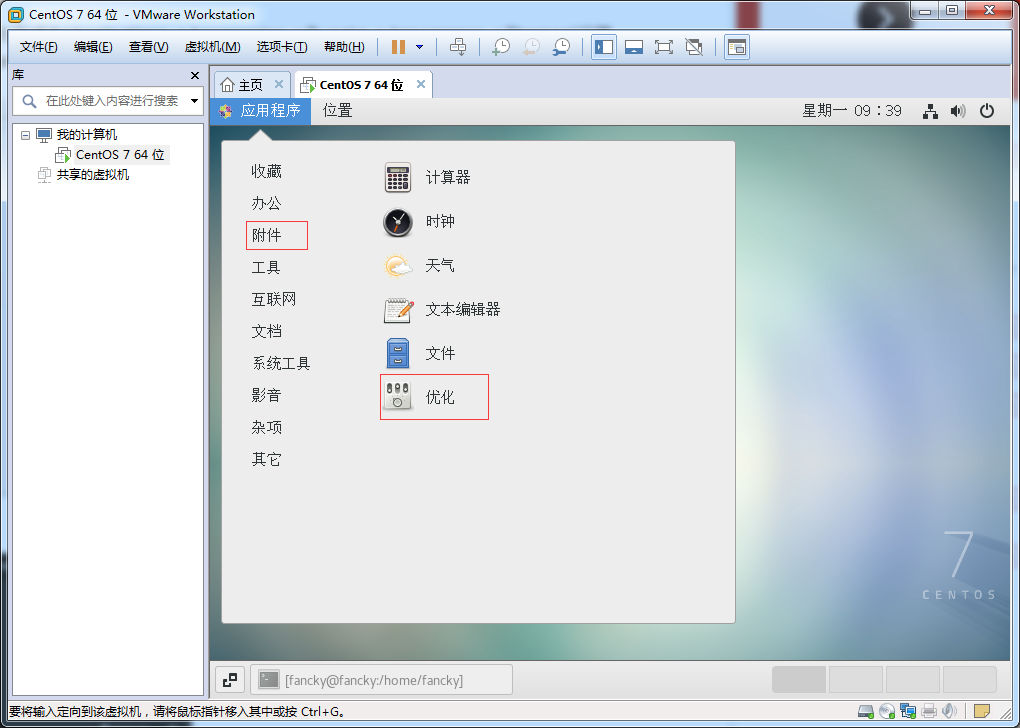 CentOS 7 64 位 - VMware Workstation
文件(F) 编辑(E) 查看(V) 虚拟机(M) 选项卡(T) 帮助(H)
库
在此处键入内容进行搜索
我的计算机
CentOS 7 64 位
共享的虚拟机
主页 CentOS 7 64 位
应用程序 位置 星期一 09：39
收藏
办公
附件
工具
互联网
文档
系统工具
影音
杂项
其它
计算器
时钟
天气
文本编辑器
文件
优化
7
CENTOS
[fancky@fancky:/home/fancky]
要将输入定向到该虚拟机，请将鼠标指针移入其中或按 Ctrl+G。